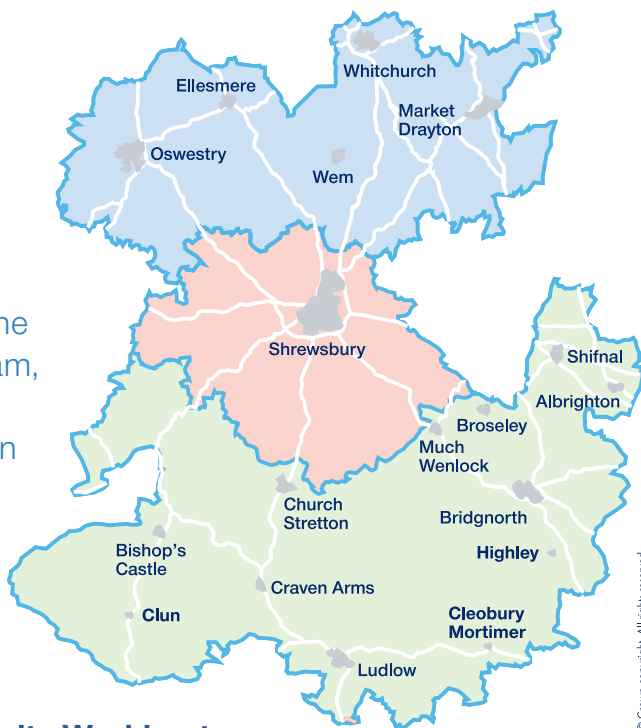 Whitchurch
Ellesmere
Market
Drayton
Oswestry
Wem
Shrewsbury
Shifnal
Albrighton
Broseley
Much
Wenlock
Bridgnorth
Church
Stretton
Bishop's
Castle
Highley
Craven Arms
Clun
Cleobury
Mortimer
Ludlow